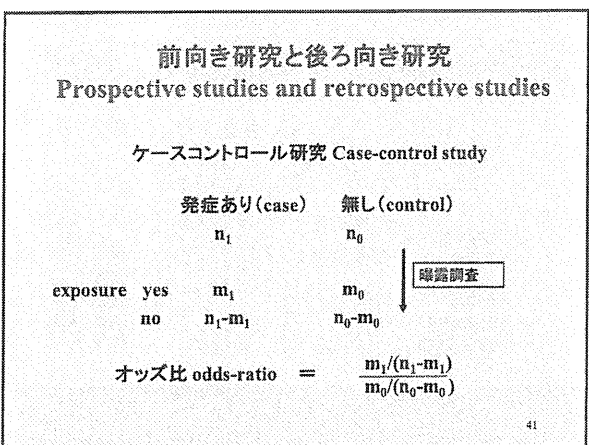 前向き研究と後ろ向き研究
Prospective studies and retrospective studies
ケースコントロール研究 Case-control study
発症あり(case) 無し(control)
n₁ n₀
曝露調査
exposure yes m₁ m₀
no n₁-m₁ n₀-m₀
オッズ比 odds-ratio = m₁/(n₁-m₁)
m₀/(n₀-m₀)
41